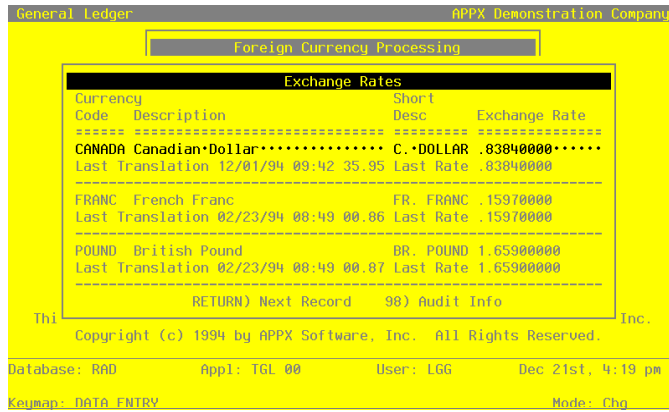 General Ledger APPX Demonstration Company
Foreign Currency Processing
Exchange Rates
Currency Short
Code Description Desc Exchange Rate
====== ============================== ========= ===============
CANADA Canadian•Dollar••••••••••••••• C.•DOLLAR .83840000••••••
Last Translation 12/01/94 09:42 35.95 Last Rate .83840000
FRANC French Franc FR. FRANC .15970000
Last Translation 02/23/94 08:49 00.86 Last Rate .15970000
POUND British Pound BR. POUND 1.65900000
Last Translation 02/23/94 08:49 00.87 Last Rate 1.65900000
RETURN) Next Record 98) Audit Info
Thi Inc.
Copyright (c) 1994 by APPX Software, Inc. All Rights Reserved.
Database: RAD Appl: TGL 00 User: LGG Dec 21st, 4:19 pm
Keymap: DATA ENTRY Mode: Chg